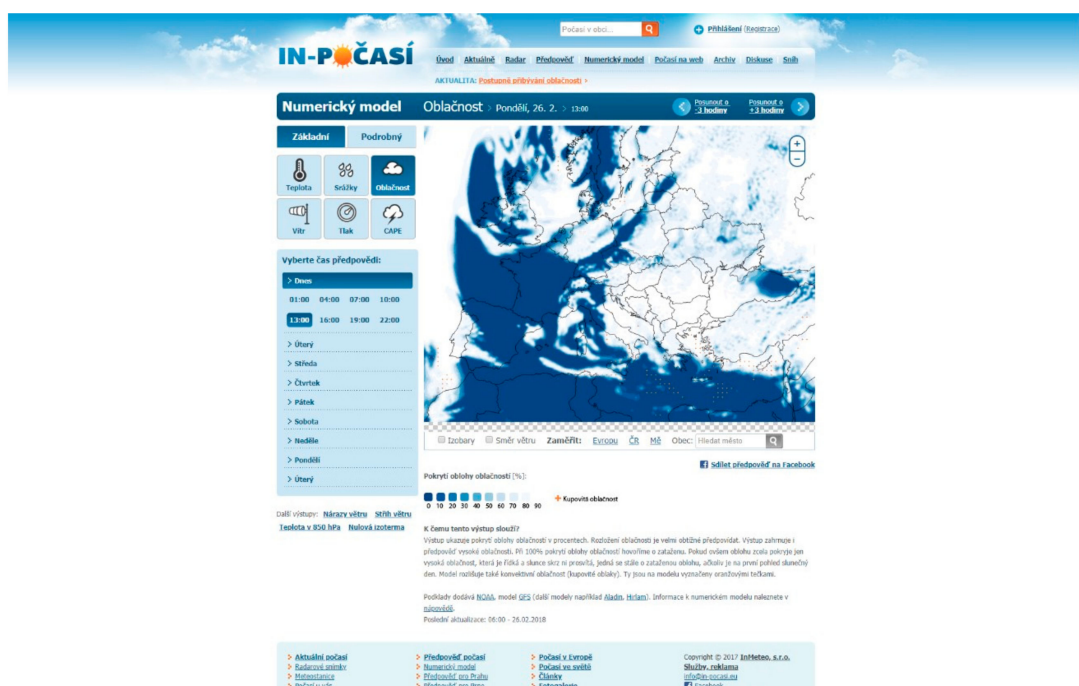 Počasí v obci...
Přihlášení (Registrace)
IN-POČASÍ
Úvod Aktuálně Radar Předpověď Numerický model Počasí na web Archiv Diskuse Sníh
AKTUALITA: Postupné přibývání oblačnosti >
Numerický model
Oblačnost > Pondělí, 26. 2. > 13:00
Posunout o
-3 hodiny
Posunout o
+3 hodiny
Základní Podrobný
+
−
Teplota Srážky Oblačnost
Vítr Tlak CAPE
Vyberte čas předpovědi:
> Dnes
01:00 04:00 07:00 10:00
13:00 16:00 19:00 22:00
> Úterý
> Středa
> Čtvrtek
> Pátek
> Sobota
> Neděle
> Pondělí
> Úterý
Další výstupy: Nárazy větru Střih větru
Teplota v 850 hPa Nulová izoterma
Izobary Směr větru Zaměřit: Evropu ČR Mě Obec: Hledat město
Sdílet předpověď na Facebook
Pokrytí oblohy oblačností [%]:
0 10 20 30 40 50 60 70 80 90
+ Kupovitá oblačnost
K čemu tento výstup slouží?
Výstup ukazuje pokrytí oblohy oblačností v procentech. Rozložení oblačnosti je velmi obtížné předpovídat. Výstup zahrnuje i
předpověď vysoké oblačnosti. Při 100% pokrytí oblohy oblačností hovoříme o zataženu. Pokud ovšem oblohu zcela pokryje jen
vysoká oblačnost, která je řídká a slunce skrz ni prosvítá, jedná se stále o zataženou oblohu, ačkoliv je na první pohled slunečný
den. Model rozlišuje také konvektivní oblačnost (kupovité oblaky). Ty jsou na modelu vyznačeny oranžovými tečkami.
Podklady dodává NOAA, model GFS (další modely například Aladin, Hirlam). Informace k numerickém modelu naleznete v
nápovědě.
Poslední aktualizace: 06:00 - 26.02.2018
> Aktuální počasí
> Radarové snímky
> Meteostanice
> Předpověď počasí
> Numerický model
> Předpověď pro Prahu
> Předpověď pro Brno
> Počasí v Evropě
> Počasí ve světě
> Články
> Fotogalerie
Copyright © 2017 InMeteo, s.r.o.
Služby, reklama
info@in-pocasi.eu
Facebook